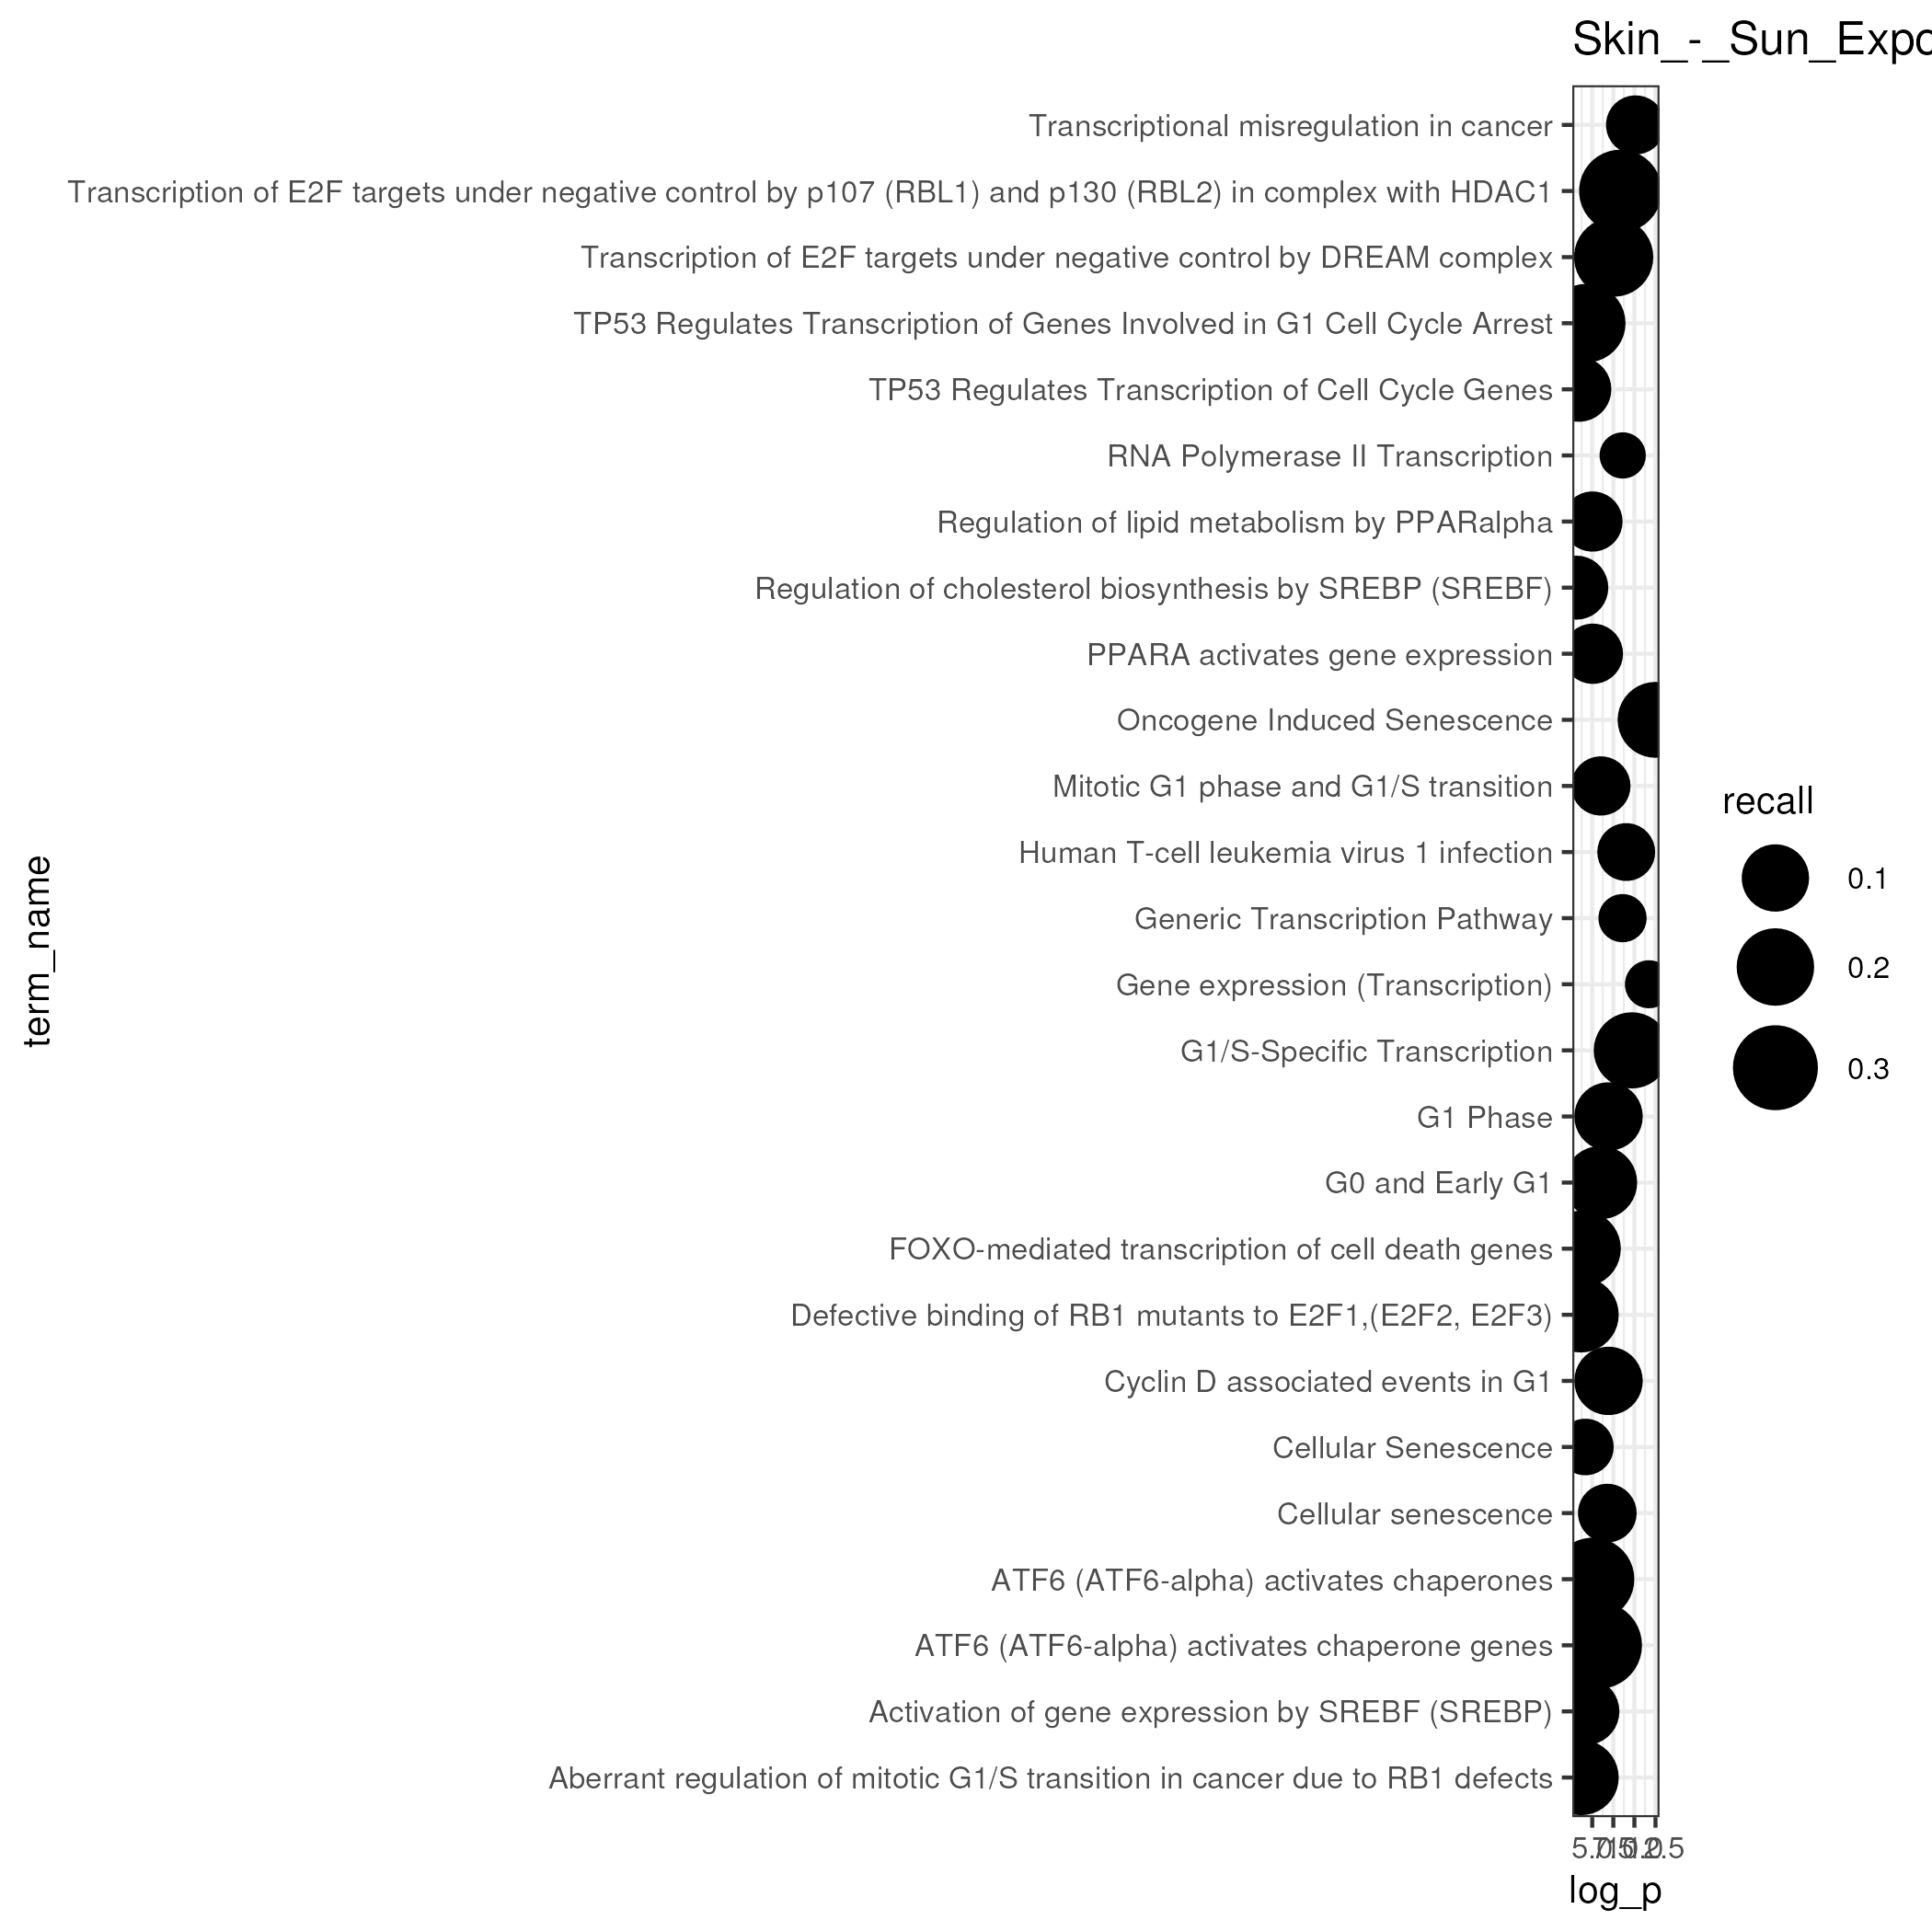 Skin_-_Sun_Expo
Transcriptional misregulation in cancer
Transcription of E2F targets under negative control by p107 (RBL1) and p130 (RBL2) in complex with HDAC1
Transcription of E2F targets under negative control by DREAM complex
TP53 Regulates Transcription of Genes Involved in G1 Cell Cycle Arrest
TP53 Regulates Transcription of Cell Cycle Genes
RNA Polymerase II Transcription
Regulation of lipid metabolism by PPARalpha
Regulation of cholesterol biosynthesis by SREBP (SREBF)
PPARA activates gene expression
Oncogene Induced Senescence
Mitotic G1 phase and G1/S transition
Human T-cell leukemia virus 1 infection
Generic Transcription Pathway
Gene expression (Transcription)
G1/S-Specific Transcription
G1 Phase
G0 and Early G1
FOXO-mediated transcription of cell death genes
Defective binding of RB1 mutants to E2F1,(E2F2, E2F3)
Cyclin D associated events in G1
Cellular Senescence
Cellular senescence
ATF6 (ATF6-alpha) activates chaperones
ATF6 (ATF6-alpha) activates chaperone genes
Activation of gene expression by SREBF (SREBP)
Aberrant regulation of mitotic G1/S transition in cancer due to RB1 defects
term_name
log_p
recall
0.1
0.2
0.3